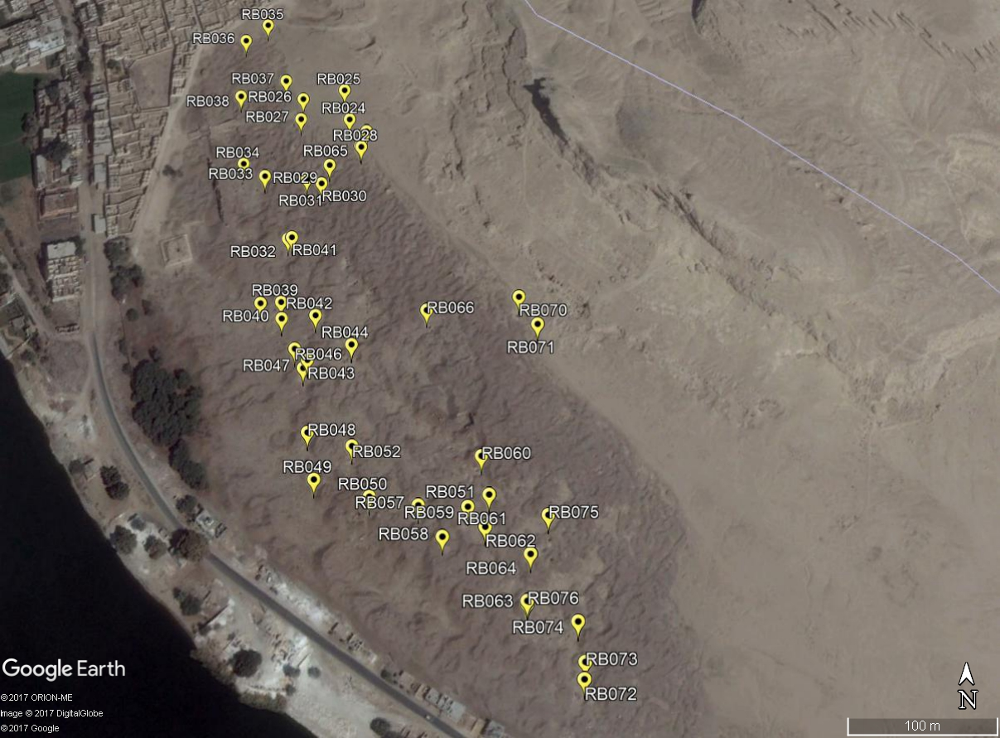 RB035
RB036
RB037
RB025
RB038
RB026
RB024
RB027
RB028
RB034
RB065
RB033
RB029
RB031
RB030
RB032
RB041
RB039
RB042
RB040
RB066
RB070
RB044
RB071
RB046
RB047
RB043
RB048
RB052
RB060
RB049
RB050
RB051
RB057
RB059
RB075
RB061
RB058
RB062
RB064
RB063
RB076
RB074
RB073
RB072
Google Earth
©2017 ORION-ME
Image © 2017 DigitalGlobe
©2017 Google
N
100 m